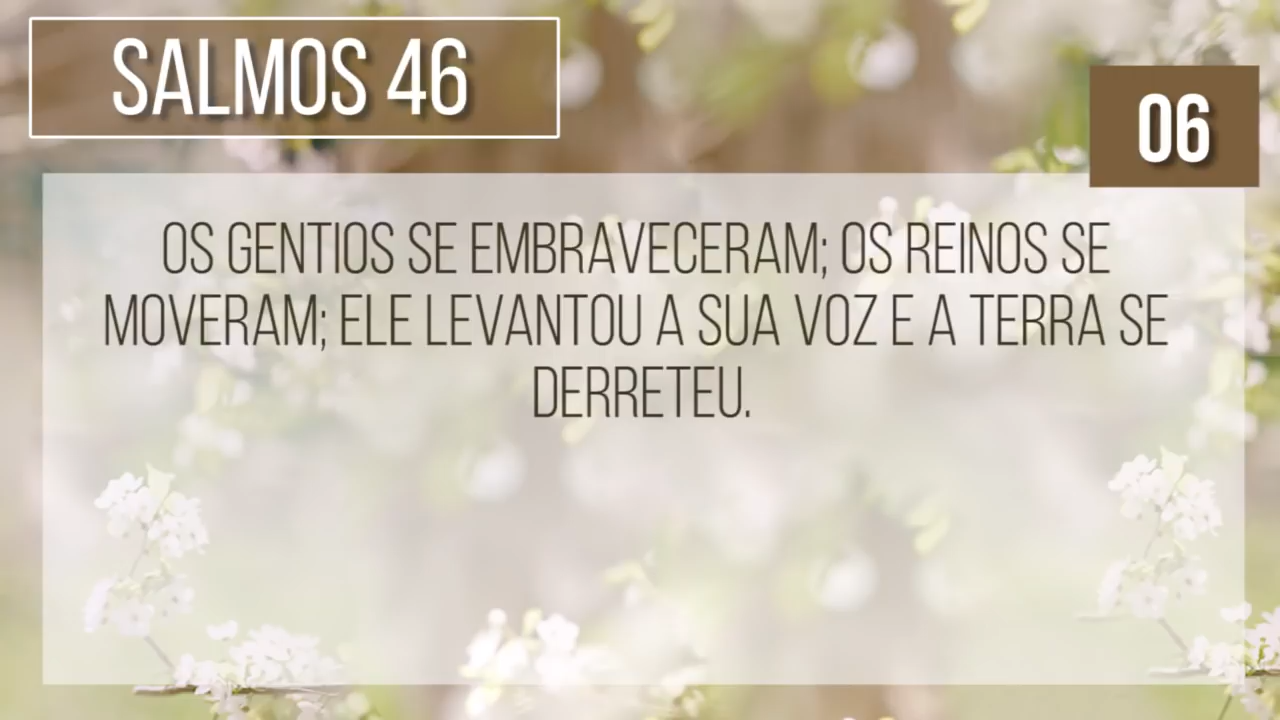 SALMOS 46
06
OS GENTIOS SE EMBRAVECERAM; OS REINOS SE
MOVERAM; ELE LEVANTOU A SUA VOZ E A TERRA SE
DERRETEU.